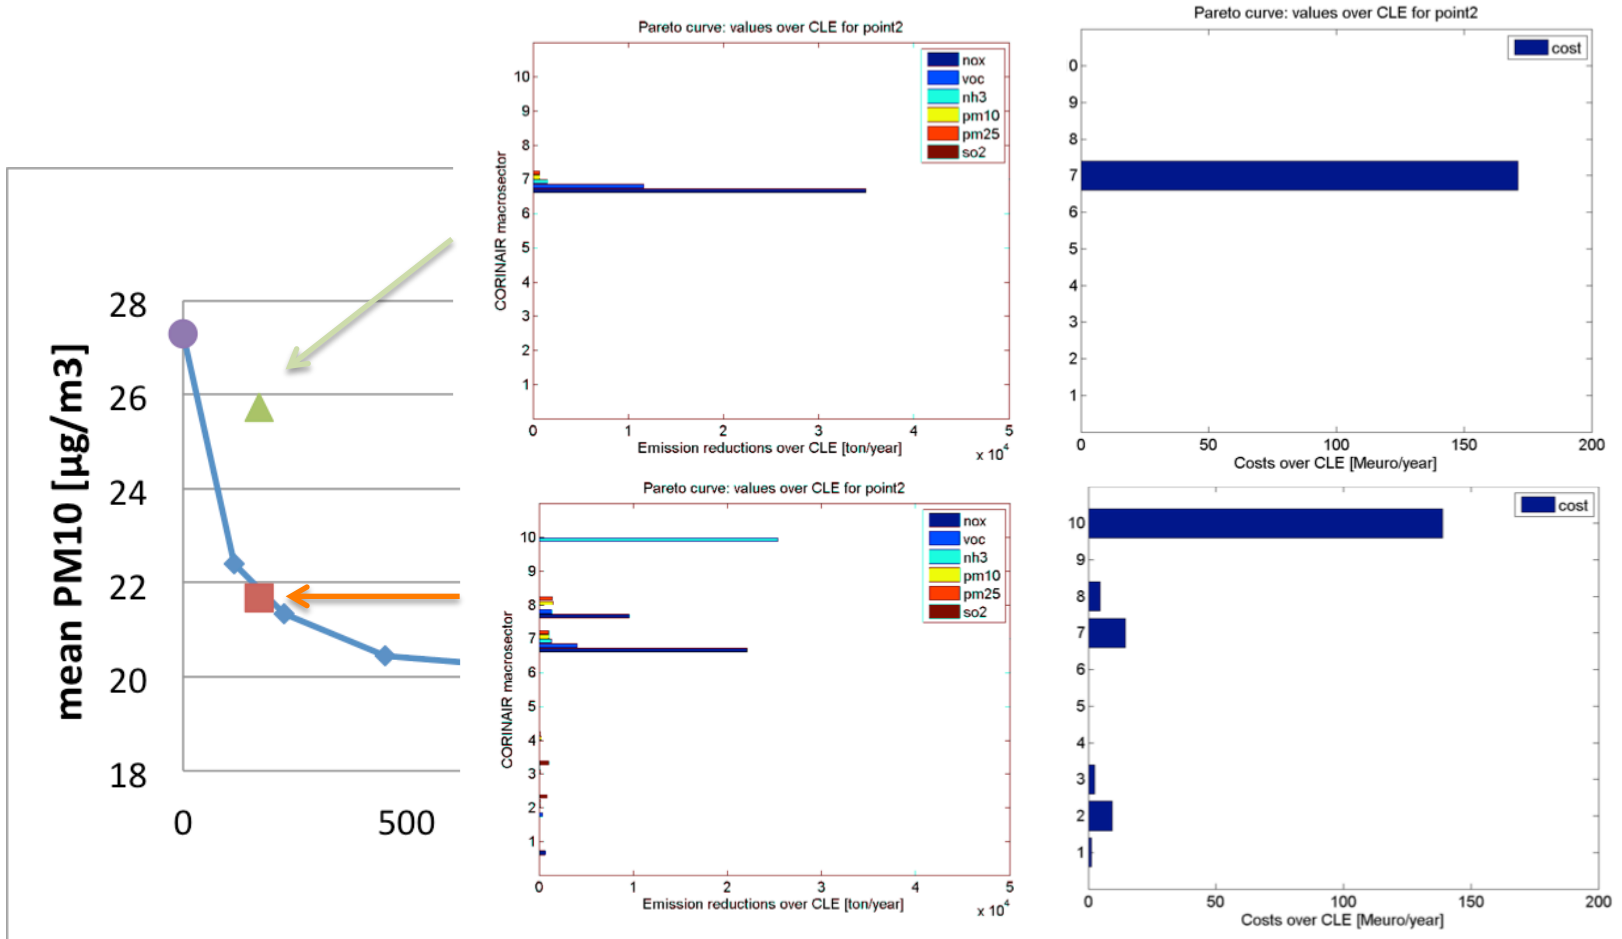 mean PM10 [µg/m3]
28
26
24
22
20
18
0
500
Pareto curve: values over CLE for point2
CORINAIR macrosector
10
9
8
7
6
5
4
3
2
1
nox
voc
nh3
pm10
pm25
so2
0 1 2 3 4 5
Emission reductions over CLE [ton/year]
x 10⁴
Pareto curve: values over CLE for point2
cost
0
9
8
7
6
5
4
3
2
1
0 50 100 150 200
Costs over CLE [Meuro/year]
Pareto curve: values over CLE for point2
CORINAIR macrosector
10
9
8
7
6
5
4
3
2
1
nox
voc
nh3
pm10
pm25
so2
0 1 2 3 4 5
Emission reductions over CLE [ton/year]
x 10⁴
cost
10
9
8
7
6
5
4
3
2
1
0 50 100 150 200
Costs over CLE [Meuro/year]